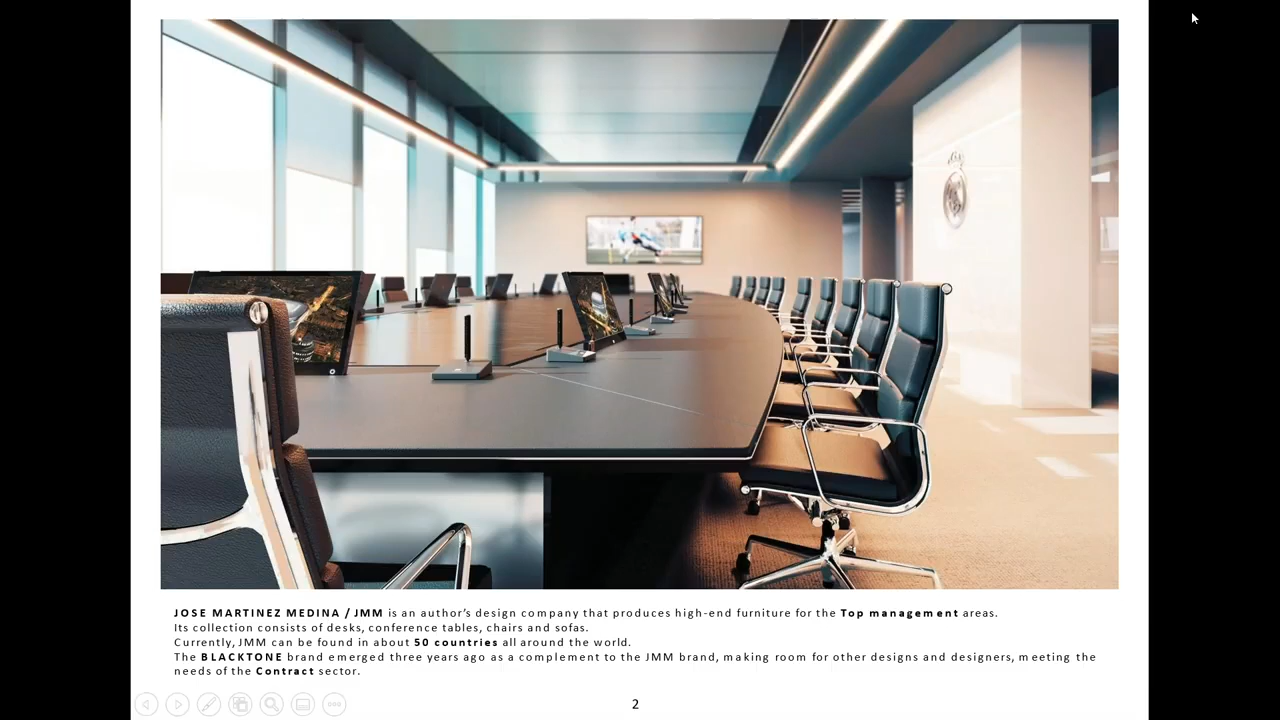 JOSE MARTINEZ MEDINA / JMM is an author's design company that produces high-end furniture for the Top management areas.
Its collection consists of desks, conference tables, chairs and sofas.
Currently, JMM can be found in about 50 countries all around the world.
The BLACKTONE brand emerged three years ago as a complement to the JMM brand, making room for other designs and designers, meeting the
needs of the Contract sector.
2